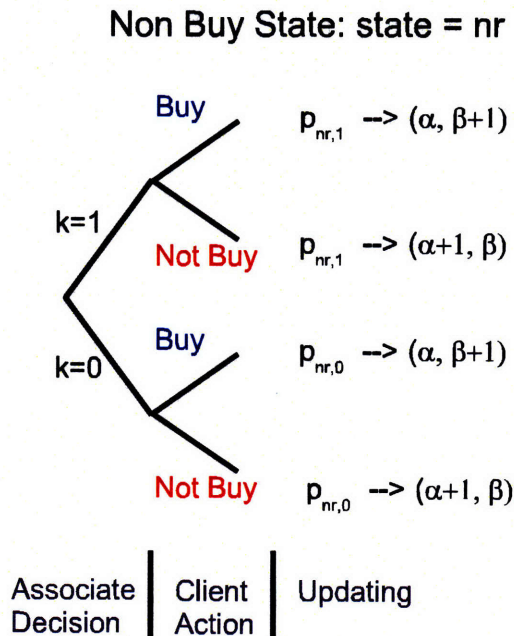 Non Buy State: state = nr
Buy
p_nr,1 --> (α, β+1)
k=1
Not Buy
p_nr,1 --> (α+1, β)
Buy
p_nr,0 --> (α, β+1)
k=0
Not Buy
p_nr,0 --> (α+1, β)
Associate Decision
Client Action
Updating